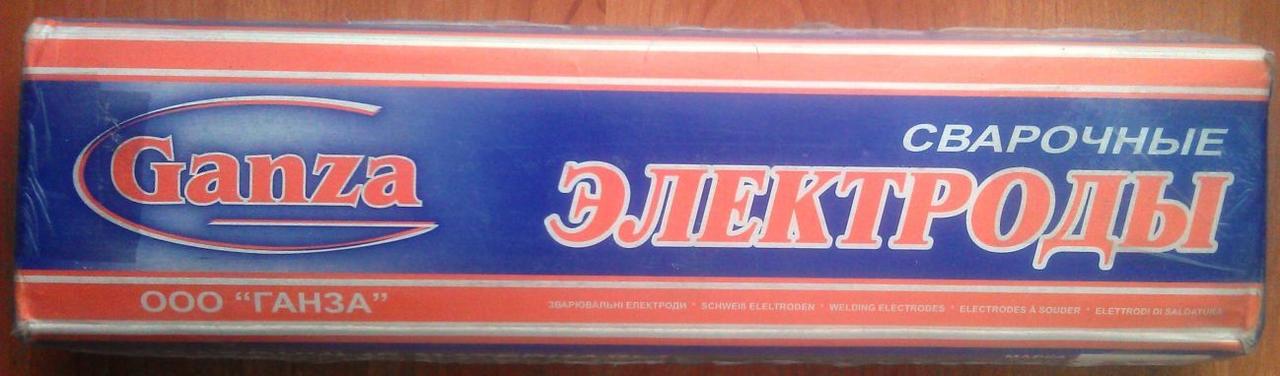 Ganza
СВАРОЧНЫЕ
ЭЛЕКТРОДЫ
ООО “ГАНЗА”
ЗВАРЮВАЛЬНІ ЕЛЕКТРОДИ * SCHWEIß ELELTRODEN * WELDING ELECTRODES * ELECTRODES À SOUDER * ELETTRODI DI SALDATURA